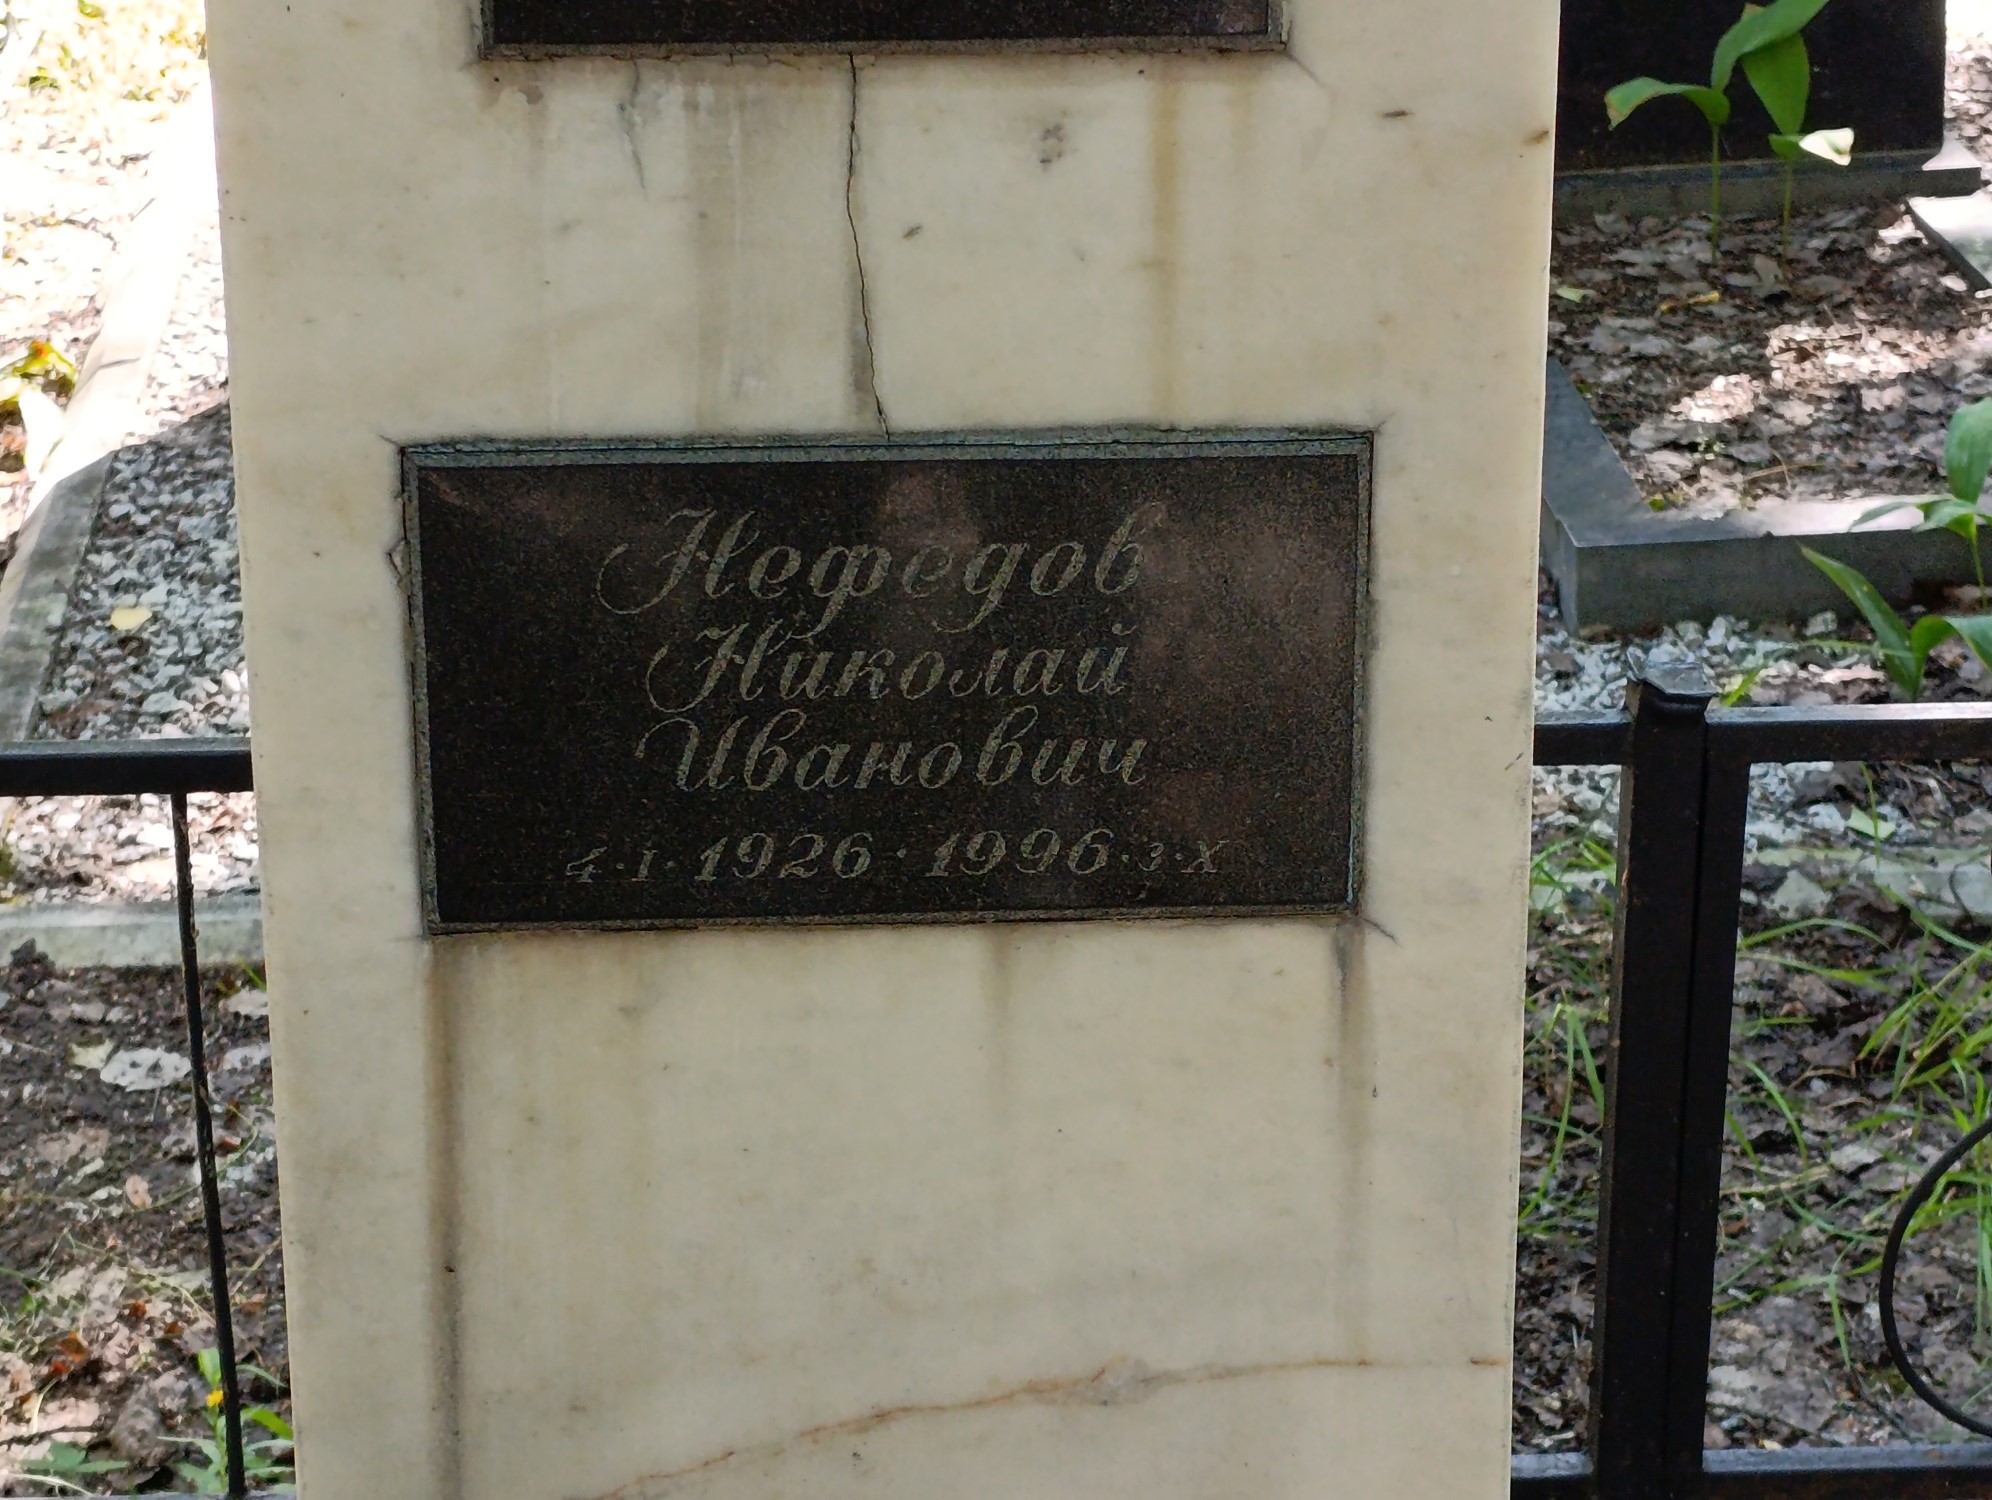 Нефедов
Николай
Иванович
4·I·1926·1996·3·X